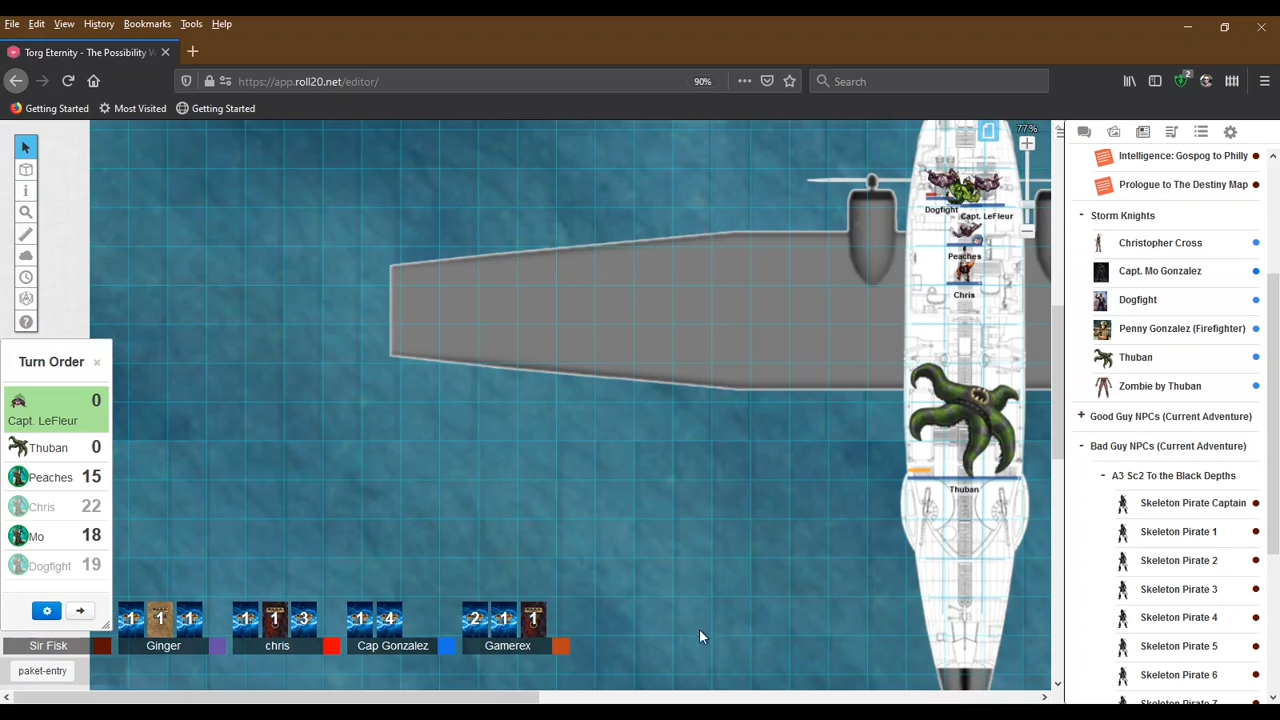 File Edit View History Bookmarks Tools Help
Torg Eternity - The Possibility W
https://app.roll20.net/editor/
90%
Search
2
Getting Started
Most Visited
Getting Started
77%
Dogfight
Capt. LeFleur
Peaches
Chris
Thuban
Turn Order
Capt. LeFleur 0
Thuban 0
Peaches 15
Chris 22
Mo 18
Dogfight 19
1 1 1
1 1 3
1 4
2 1 1
Sir Fisk
Ginger
chris
Cap Gonzalez
Gamerex
paket-entry
Intelligence: Gospog to Philly
Prologue to The Destiny Map
- Storm Knights
Christopher Cross
Capt. Mo Gonzalez
Dogfight
Penny Gonzalez (Firefighter)
Thuban
Zombie by Thuban
+ Good Guy NPCs (Current Adventure)
- Bad Guy NPCs (Current Adventure)
- A3 Sc2 To the Black Depths
Skeleton Pirate Captain
Skeleton Pirate 1
Skeleton Pirate 2
Skeleton Pirate 3
Skeleton Pirate 4
Skeleton Pirate 5
Skeleton Pirate 6
Skeleton Pirate 7